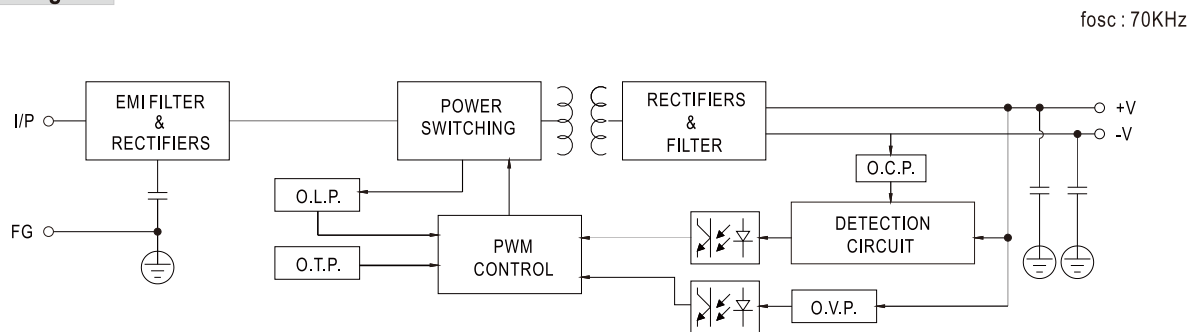 fosc : 70KHz
I/P
EMI FILTER
&
RECTIFIERS
POWER
SWITCHING
RECTIFIERS
&
FILTER
+V
-V
O.C.P.
O.L.P.
FG
PWM
CONTROL
DETECTION
CIRCUIT
O.T.P.
O.V.P.